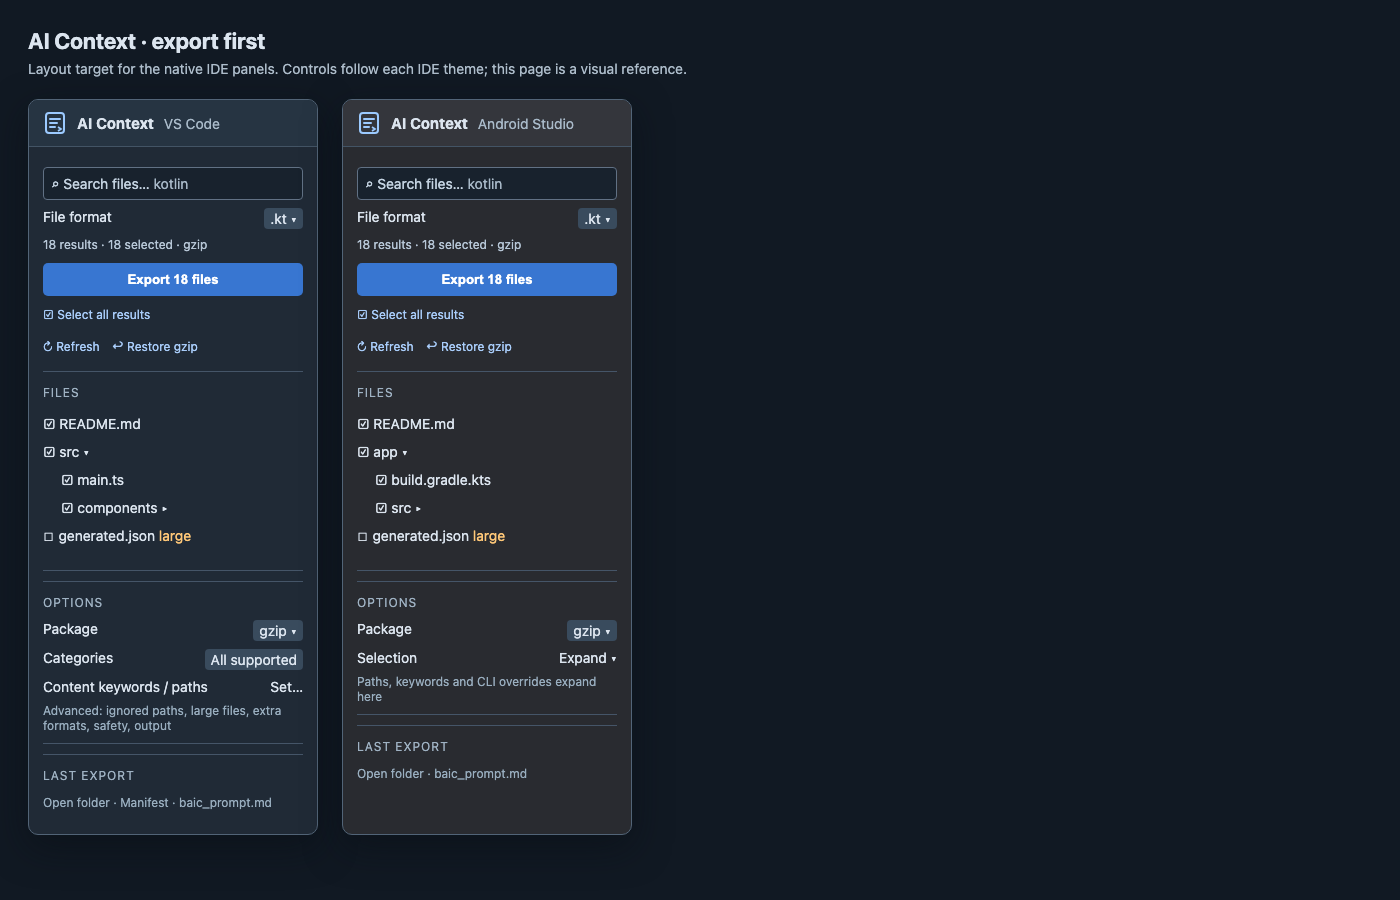 AI Context · export first
Layout target for the native IDE panels. Controls follow each IDE theme; this page is a visual reference.
AI Context VS Code
Search files... kotlin
File format .kt ▾
18 results · 18 selected · gzip
Export 18 files
☑ Select all results
↻ Refresh ↩ Restore gzip
FILES
☑ README.md
☑ src ▾
☑ main.ts
☑ components ▸
☐ generated.json large
OPTIONS
Package gzip ▾
Categories All supported
Content keywords / paths Set...
Advanced: ignored paths, large files, extra
formats, safety, output
LAST EXPORT
Open folder · Manifest · baic_prompt.md
AI Context Android Studio
Search files... kotlin
File format .kt ▾
18 results · 18 selected · gzip
Export 18 files
☑ Select all results
↻ Refresh ↩ Restore gzip
FILES
☑ README.md
☑ app ▾
☑ build.gradle.kts
☑ src ▸
☐ generated.json large
OPTIONS
Package gzip ▾
Selection Expand ▾
Paths, keywords and CLI overrides expand
here
LAST EXPORT
Open folder · baic_prompt.md